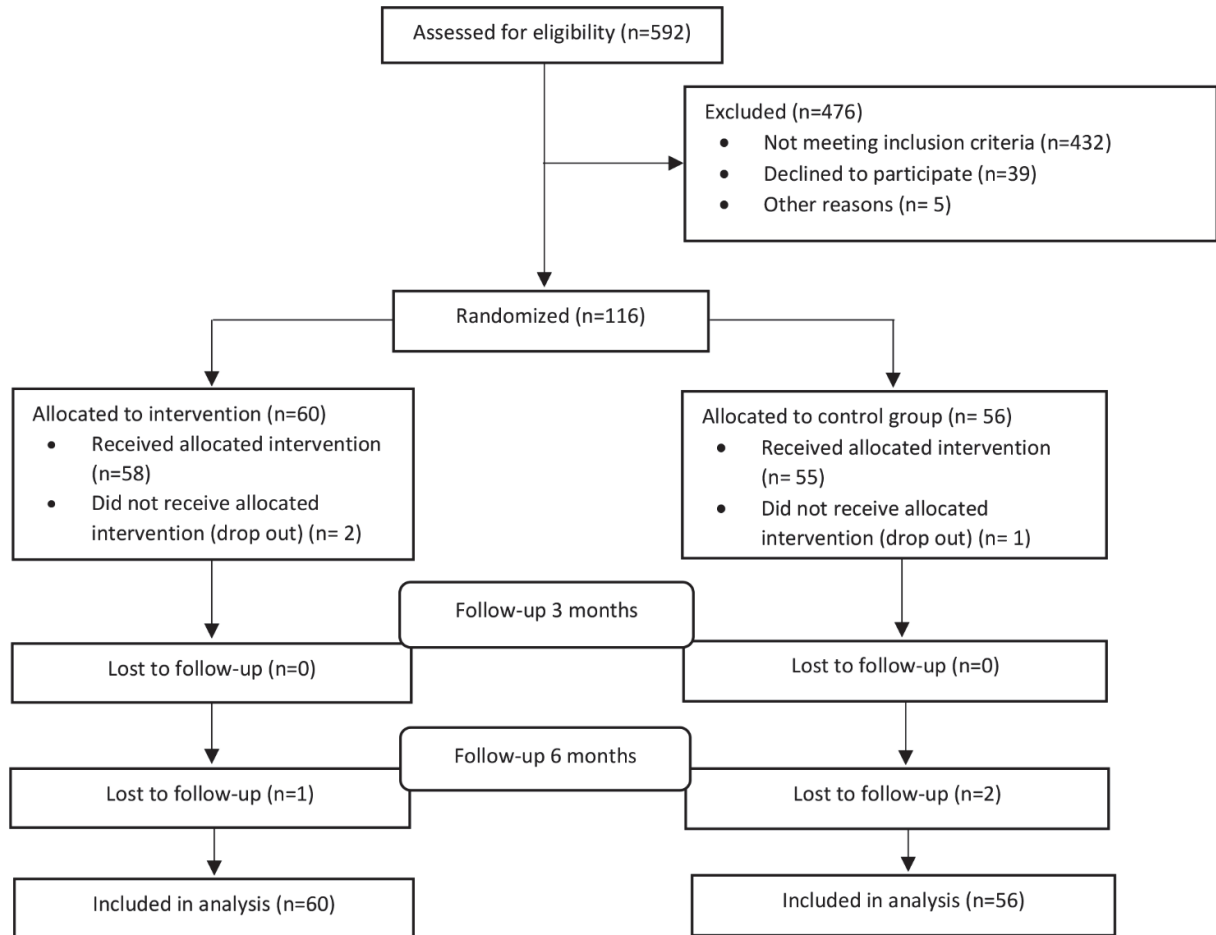 Assessed for eligibility (n=592)
Excluded (n=476)
● Not meeting inclusion criteria (n=432)
● Declined to participate (n=39)
● Other reasons (n= 5)
Randomized (n=116)
Allocated to intervention (n=60)
● Received allocated intervention
(n=58)
● Did not receive allocated
intervention (drop out) (n= 2)
Allocated to control group (n= 56)
● Received allocated intervention
(n= 55)
● Did not receive allocated
intervention (drop out) (n= 1)
Follow-up 3 months
Lost to follow-up (n=0)
Lost to follow-up (n=0)
Follow-up 6 months
Lost to follow-up (n=1)
Lost to follow-up (n=2)
Included in analysis (n=60)
Included in analysis (n=56)